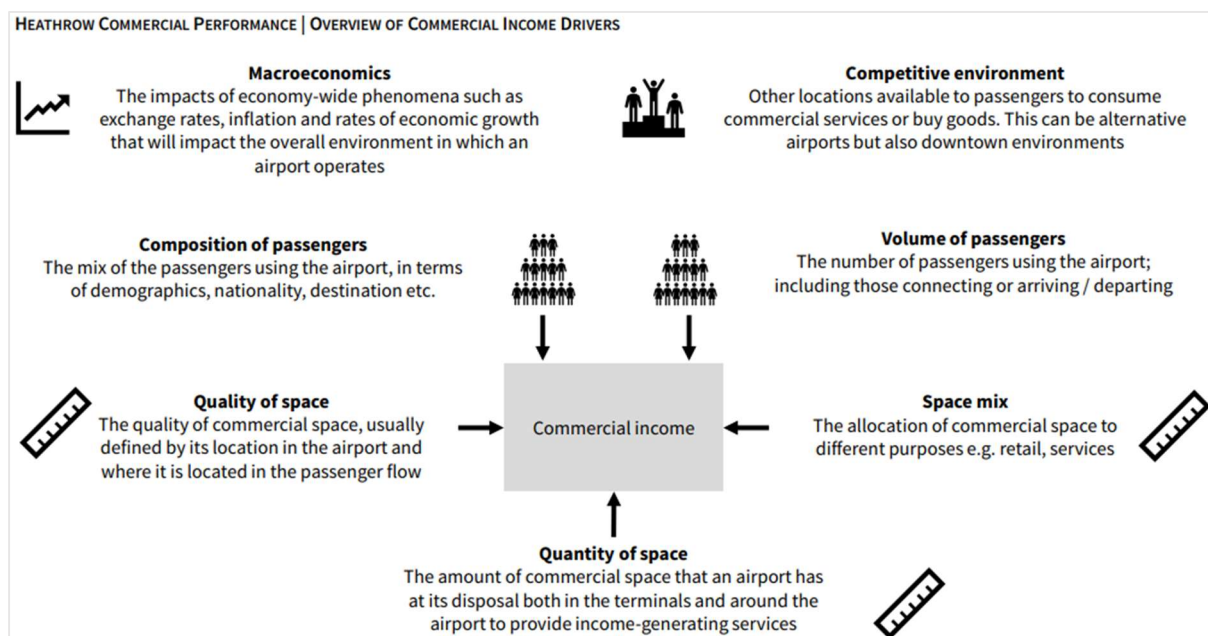 HEATHROW COMMERCIAL PERFORMANCE | OVERVIEW OF COMMERCIAL INCOME DRIVERS
Macroeconomics
The impacts of economy-wide phenomena such as
exchange rates, inflation and rates of economic growth
that will impact the overall environment in which an
airport operates
Competitive environment
Other locations available to passengers to consume
commercial services or buy goods. This can be alternative
airports but also downtown environments
Composition of passengers
The mix of the passengers using the airport, in terms
of demographics, nationality, destination etc.
Volume of passengers
The number of passengers using the airport;
including those connecting or arriving / departing
Quality of space
The quality of commercial space, usually
defined by its location in the airport and
where it is located in the passenger flow
Commercial income
Space mix
The allocation of commercial space to
different purposes e.g. retail, services
Quantity of space
The amount of commercial space that an airport has
at its disposal both in the terminals and around the
airport to provide income-generating services